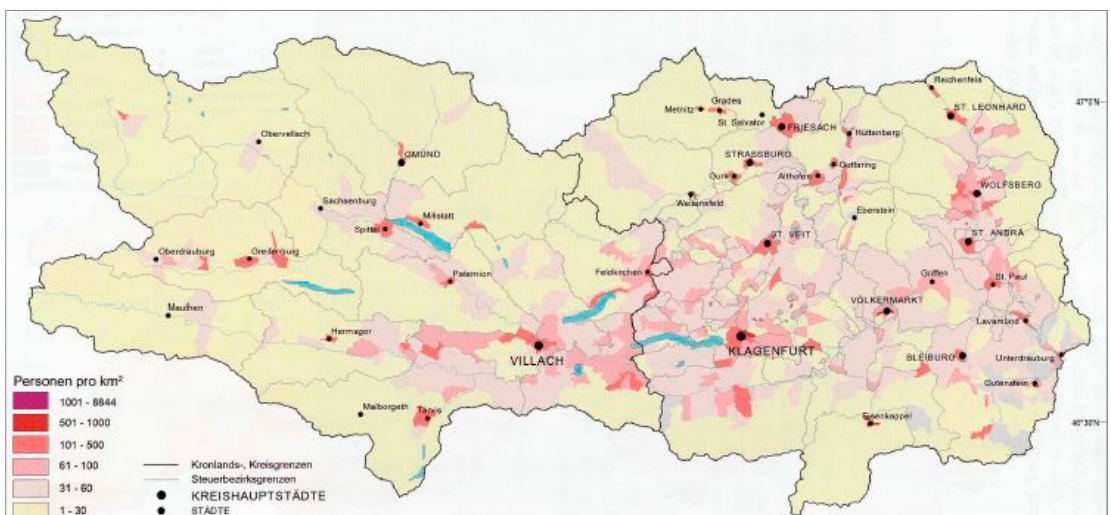 Reichenfels
Metnitz
Grades
47°0'N
ST. LEONHARD
St. Salvator
FRIESACH
Hüttenberg
Obervellach
GMÜND
STRASSBURG
Guttaring
Gurk
Althofen
WOLFSBERG
Weitensfeld
Sachsenburg
Millstatt
Eberstein
Spittal
ST. VEIT
ST. ANDRÄ
Oberdrauburg
Greifenburg
Feldkirchen
Paternion
Griffen
St. Paul
Mauthen
VÖLKERMARKT
Lavamünd
Hermagor
VILLACH
KLAGENFURT
BLEIBURG
Unterdrauburg
Gutenstein
Personen pro km²
1001 - 8844
501 - 1000
101 - 500
61 - 100
31 - 60
1 - 30
Malborgeth
Tarvis
Eisenkappel
46°30'N
Kronlands-, Kreisgrenzen
Steuerbezirksgrenzen
KREISHAUPTSTÄDTE
STÄDTE